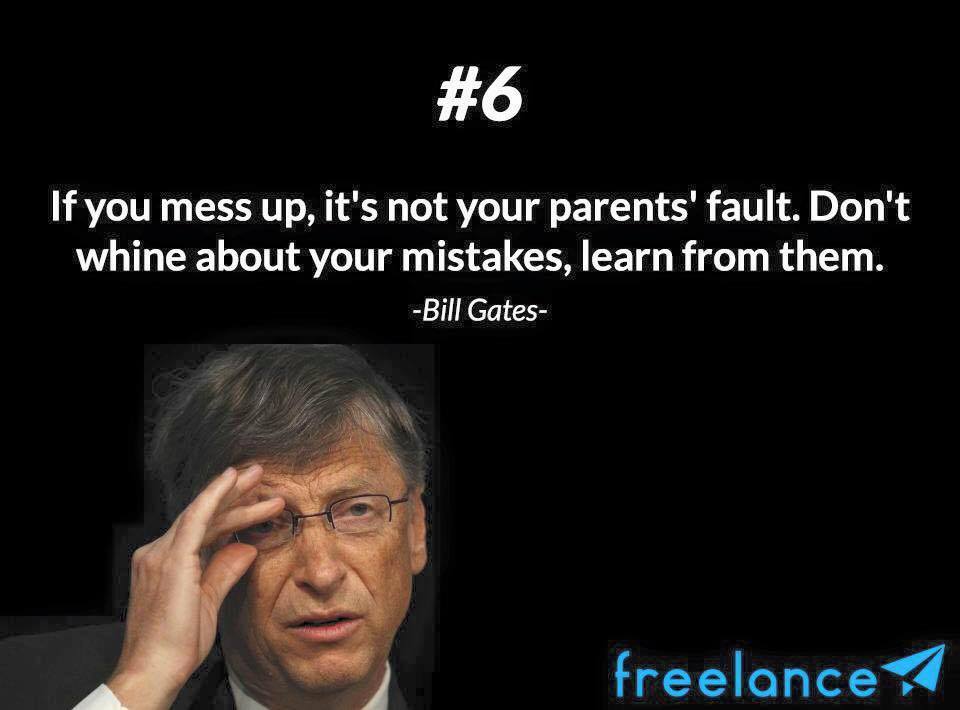 #6
If you mess up, it's not your parents' fault. Don't
whine about your mistakes, learn from them.
-Bill Gates-
freelance